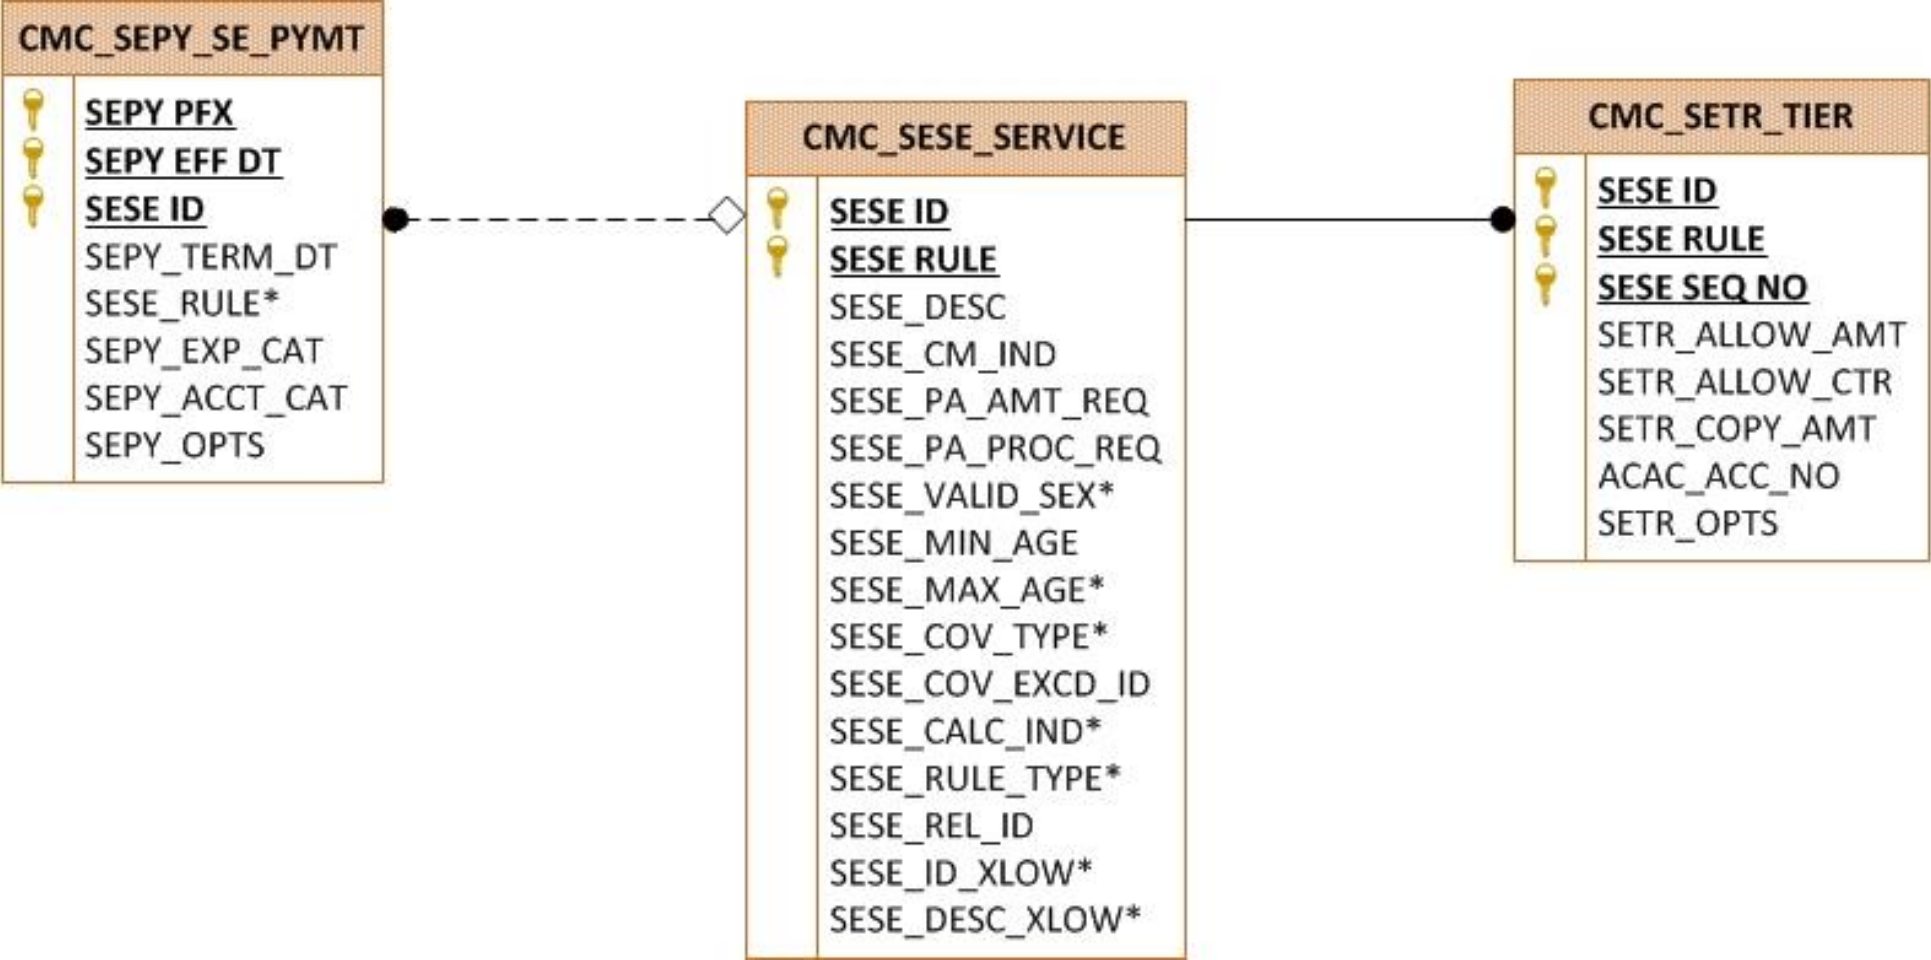 CMC_SEPY_SE_PYMT
SEPY PFX
SEPY EFF DT
SESE ID
SEPY_TERM_DT
SESE_RULE*
SEPY_EXP_CAT
SEPY_ACCT_CAT
SEPY_OPTS
CMC_SESE_SERVICE
SESE ID
SESE RULE
SESE_DESC
SESE_CM_IND
SESE_PA_AMT_REQ
SESE_PA_PROC_REQ
SESE_VALID_SEX*
SESE_MIN_AGE
SESE_MAX_AGE*
SESE_COV_TYPE*
SESE_COV_EXCD_ID
SESE_CALC_IND*
SESE_RULE_TYPE*
SESE_REL_ID
SESE_ID_XLOW*
SESE_DESC_XLOW*
CMC_SETR_TIER
SESE ID
SESE RULE
SESE SEQ NO
SETR_ALLOW_AMT
SETR_ALLOW_CTR
SETR_COPY_AMT
ACAC_ACC_NO
SETR_OPTS